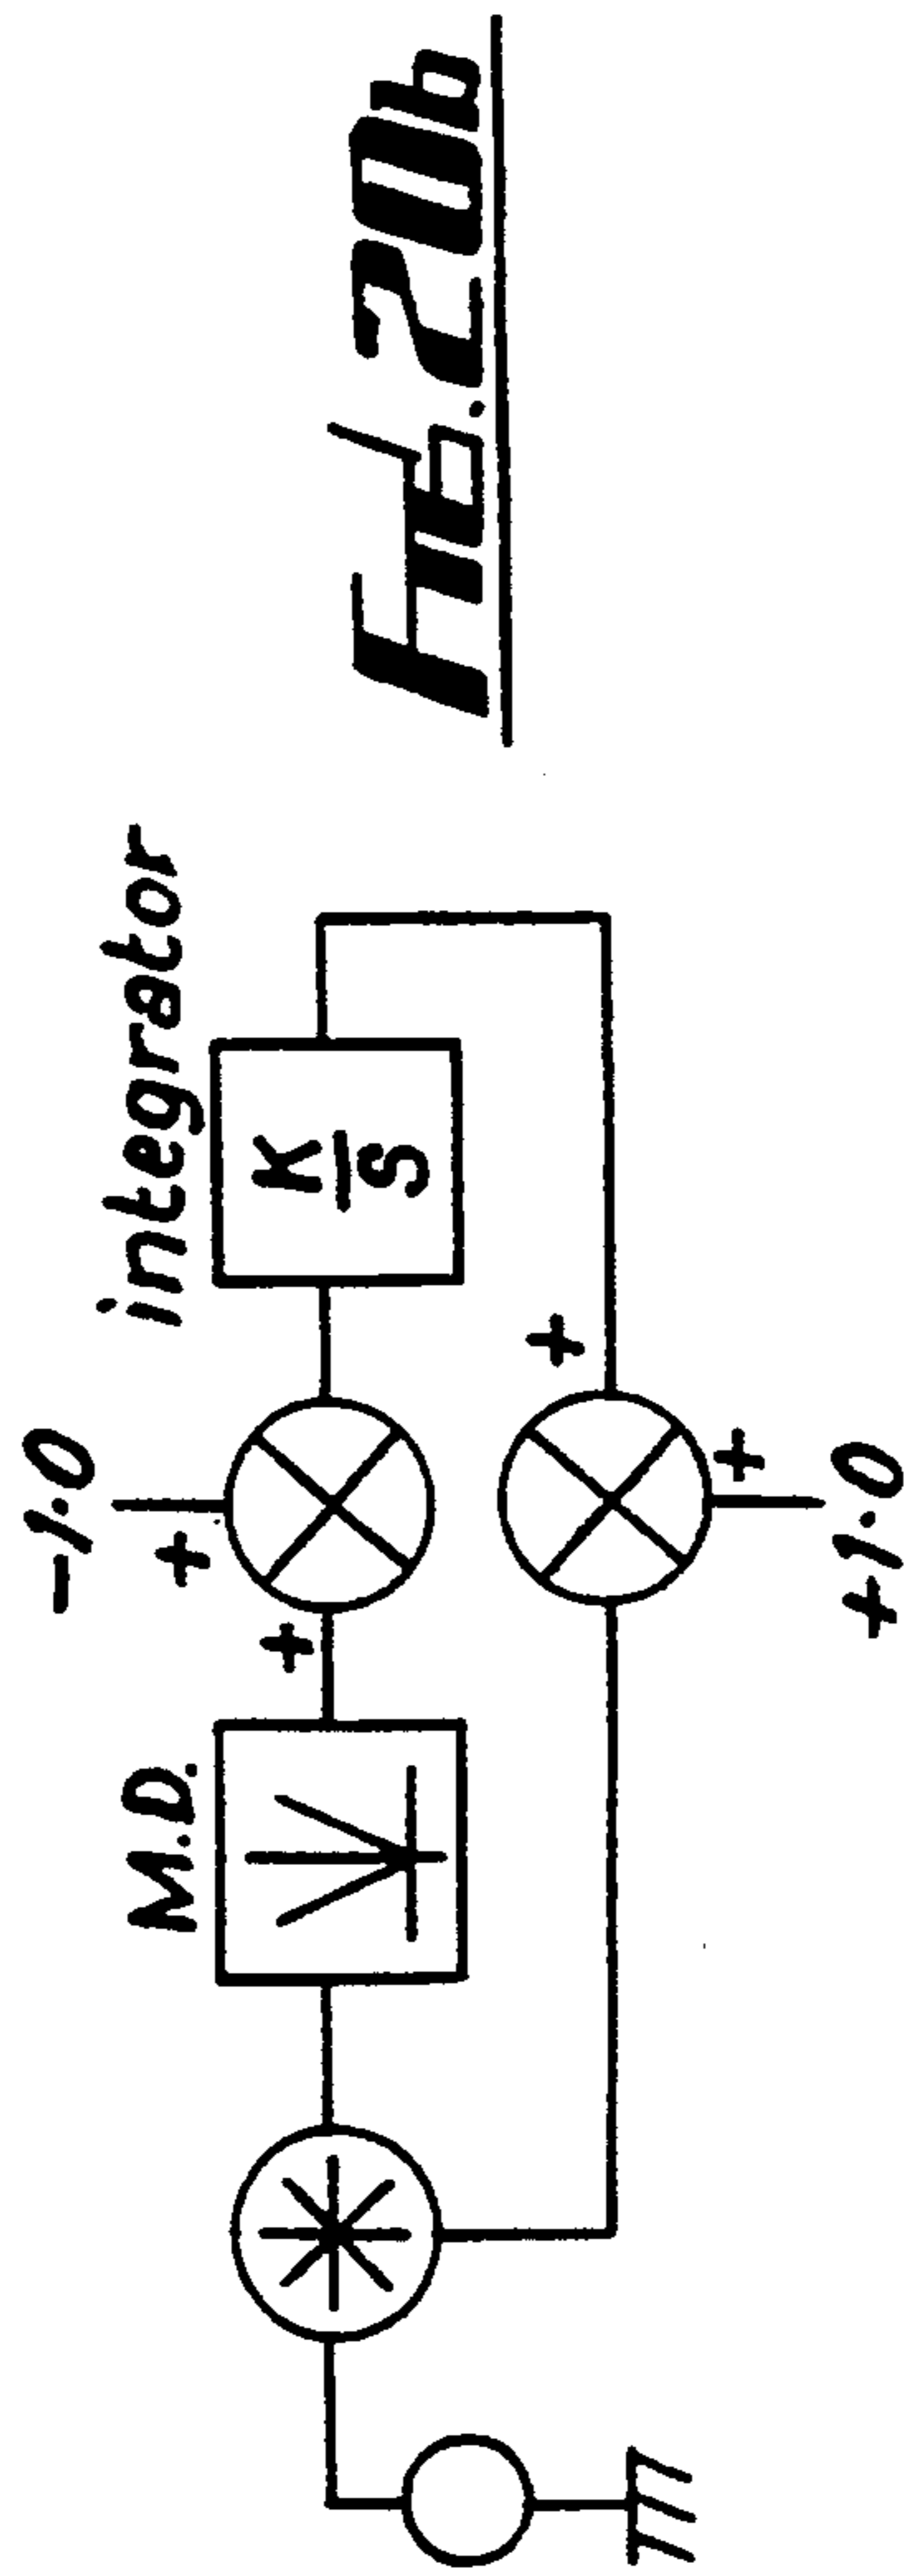 M.D.
+
+
-1.0
integrator
K
S
+
+
+1.0
FIG. 20b